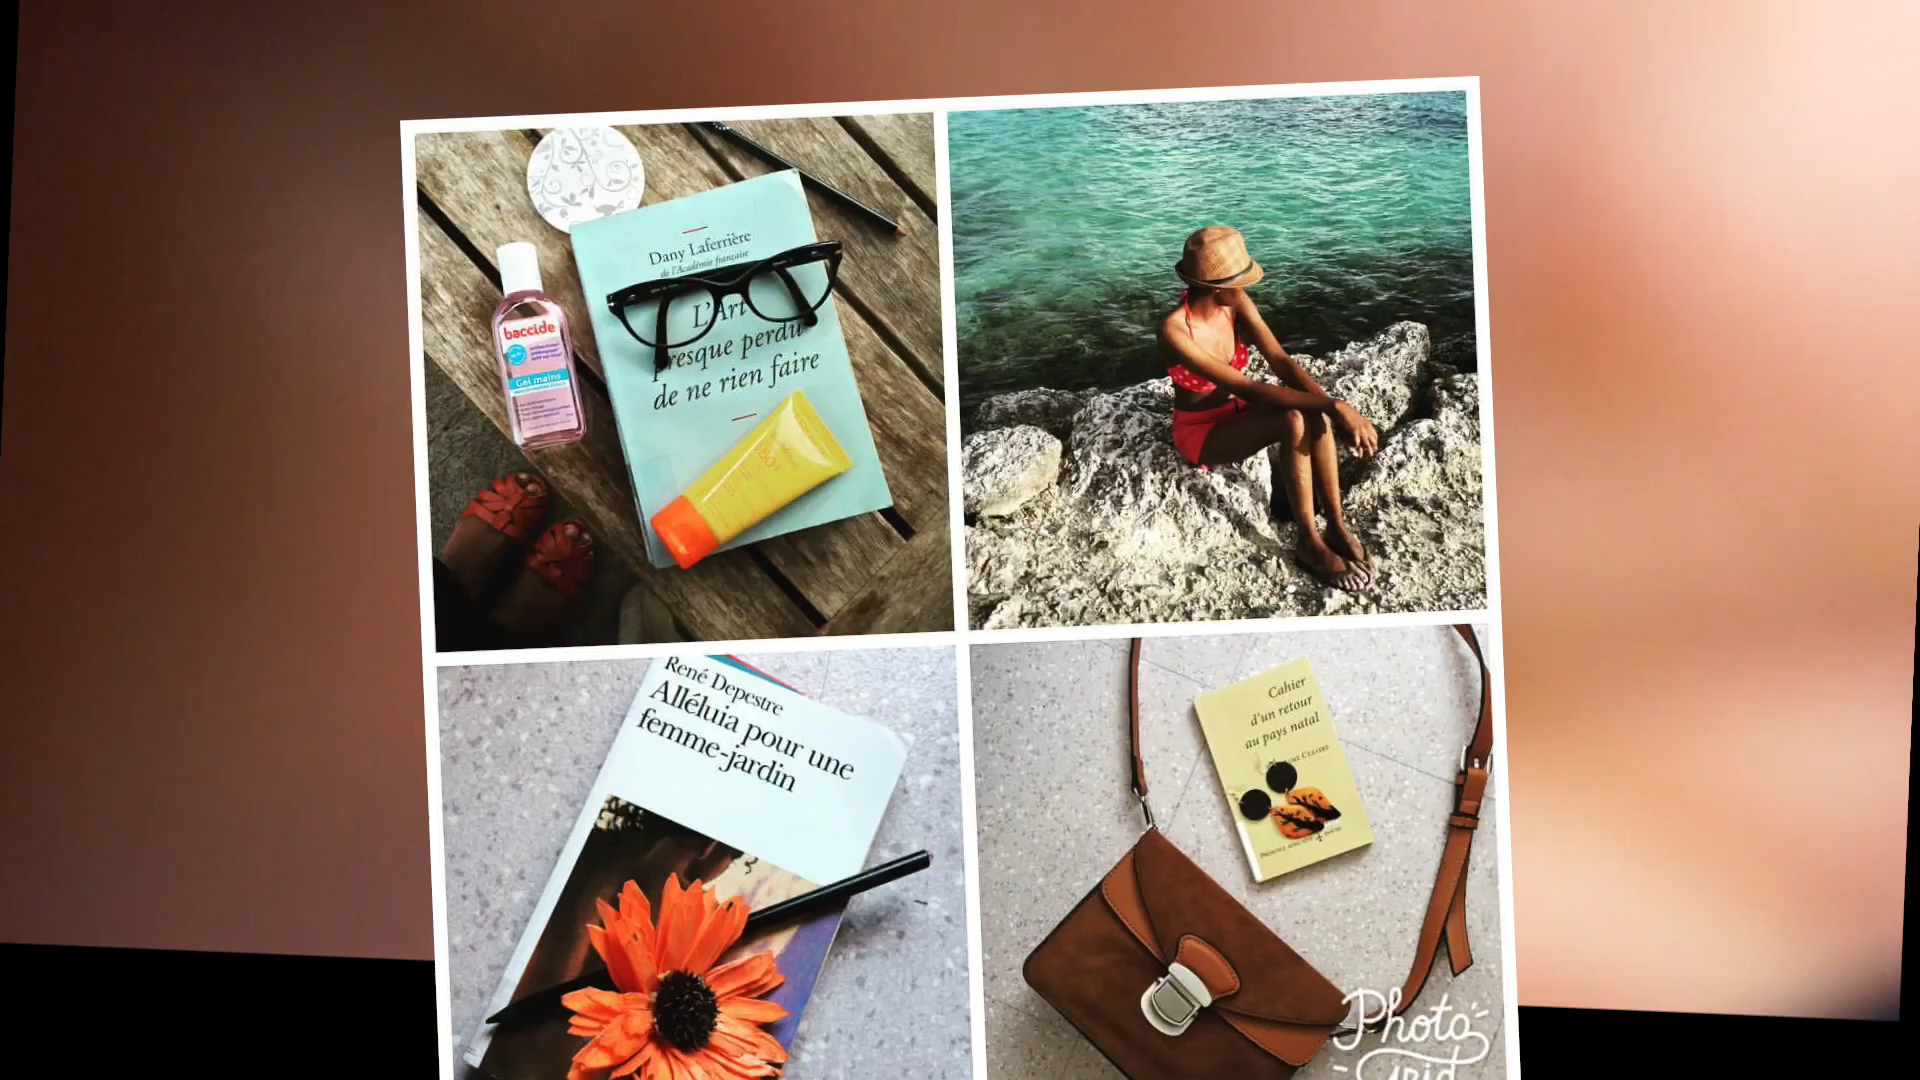 Dany Laferrière
de l'Académie française
L'Art
presque perdu
de ne rien faire
baccide
Gel mains
René Depestre
Alléluia pour une
femme-jardin
Cahier
d'un retour
au pays natal
Photo
Grid